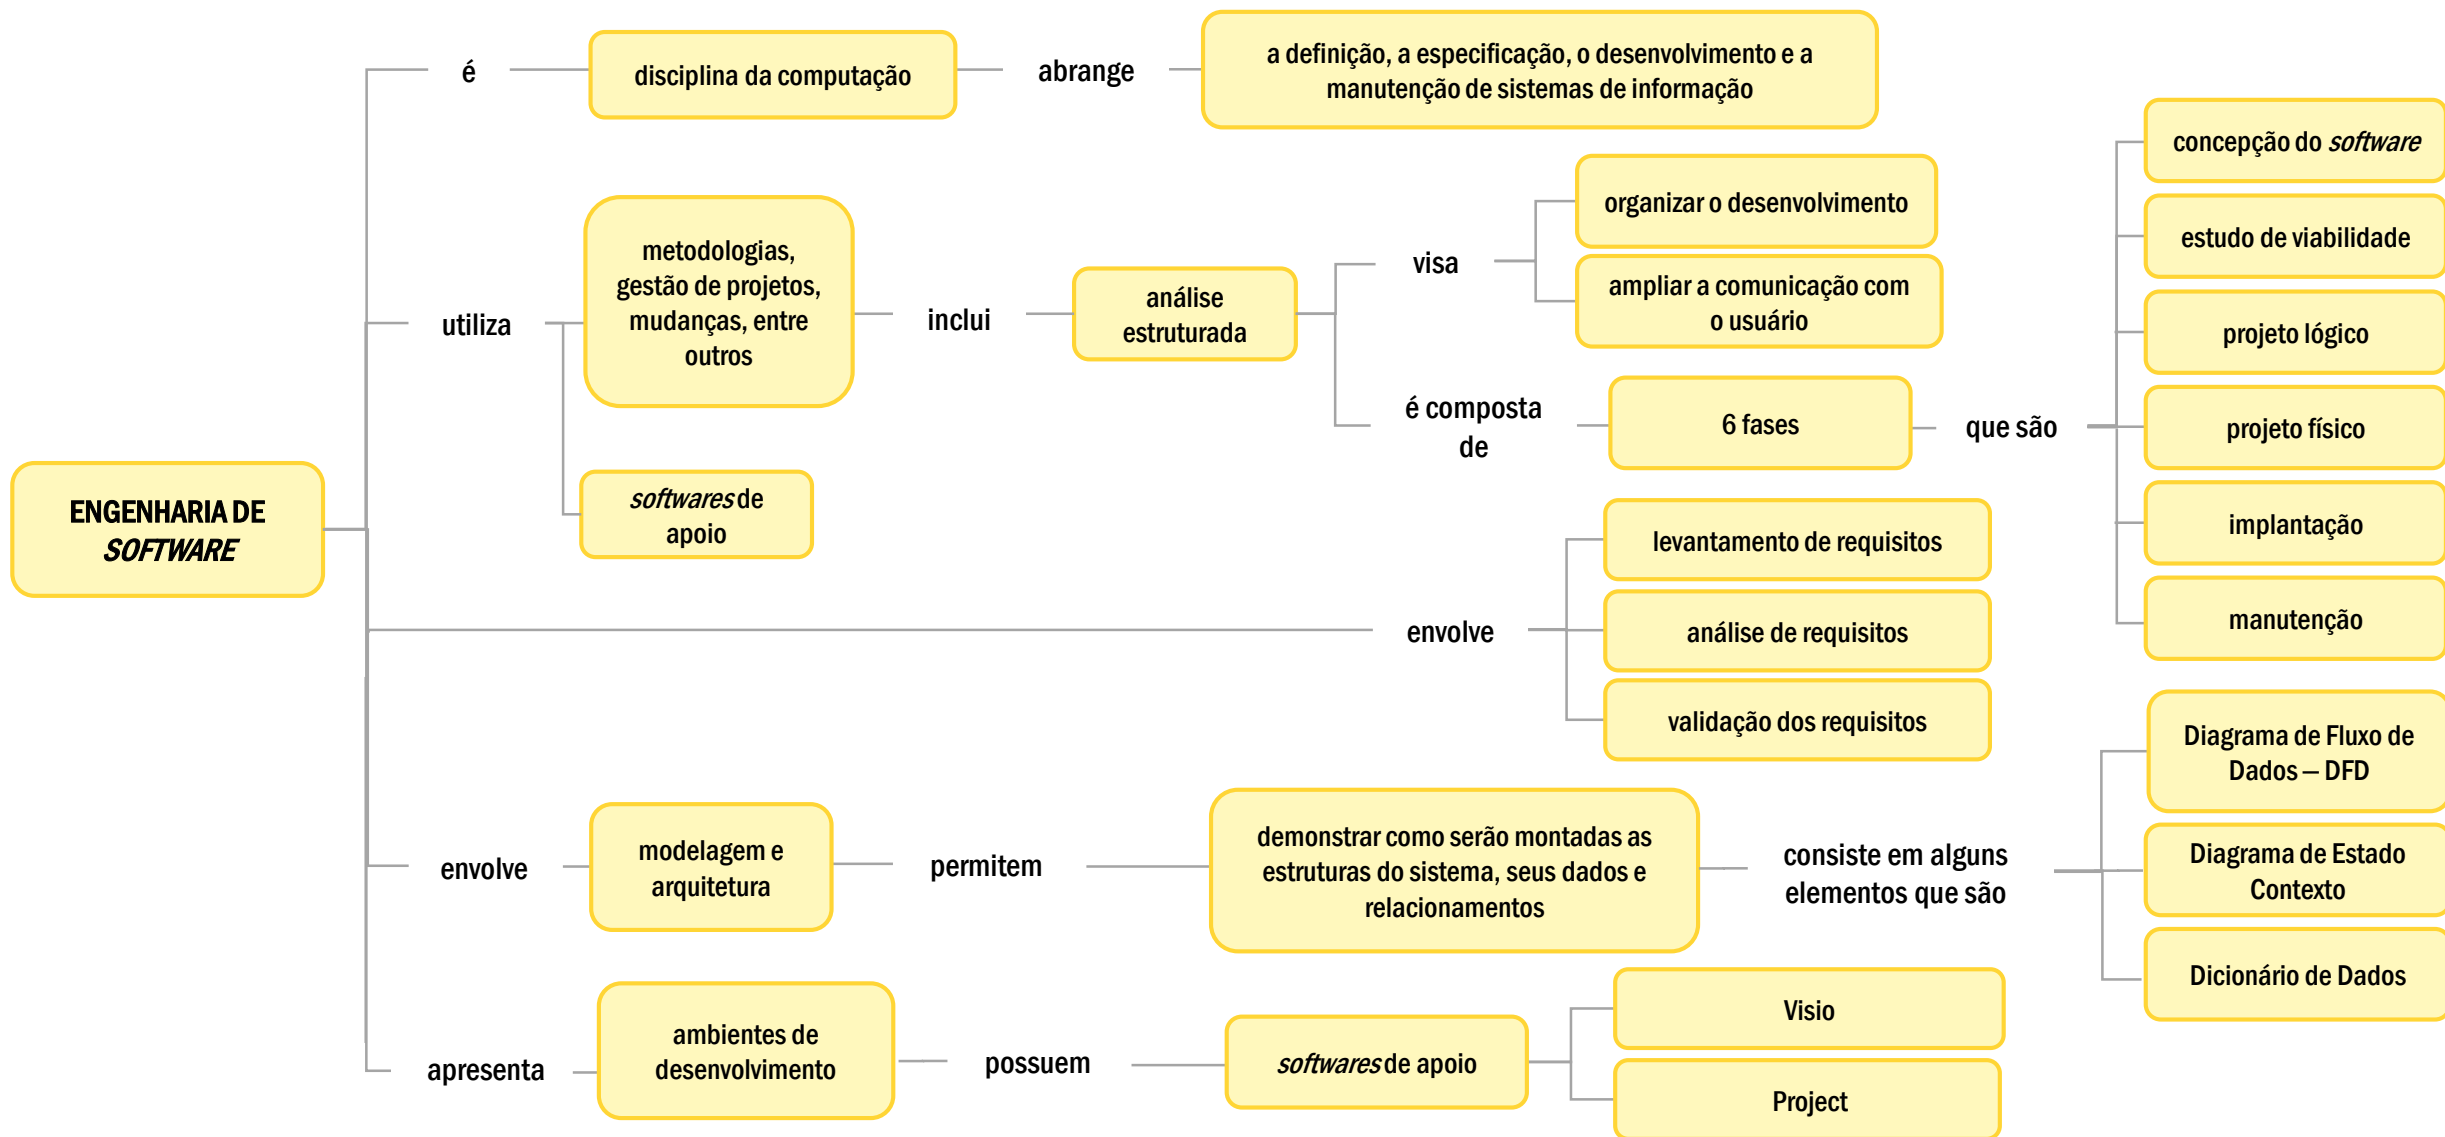 ENGENHARIA DE
SOFTWARE
é
disciplina da computação
abrange
a definição, a especificação, o desenvolvimento e a
manutenção de sistemas de informação
utiliza
metodologias,
gestão de projetos,
mudanças, entre
outros
inclui
análise
estruturada
visa
organizar o desenvolvimento
ampliar a comunicação com
o usuário
é composta
de
6 fases
que são
concepção do software
estudo de viabilidade
projeto lógico
projeto físico
implantação
manutenção
softwares de
apoio
envolve
levantamento de requisitos
análise de requisitos
validação dos requisitos
envolve
modelagem e
arquitetura
permitem
demonstrar como serão montadas as
estruturas do sistema, seus dados e
relacionamentos
consiste em alguns
elementos que são
Diagrama de Fluxo de
Dados – DFD
Diagrama de Estado
Contexto
Dicionário de Dados
apresenta
ambientes de
desenvolvimento
possuem
softwares de apoio
Visio
Project